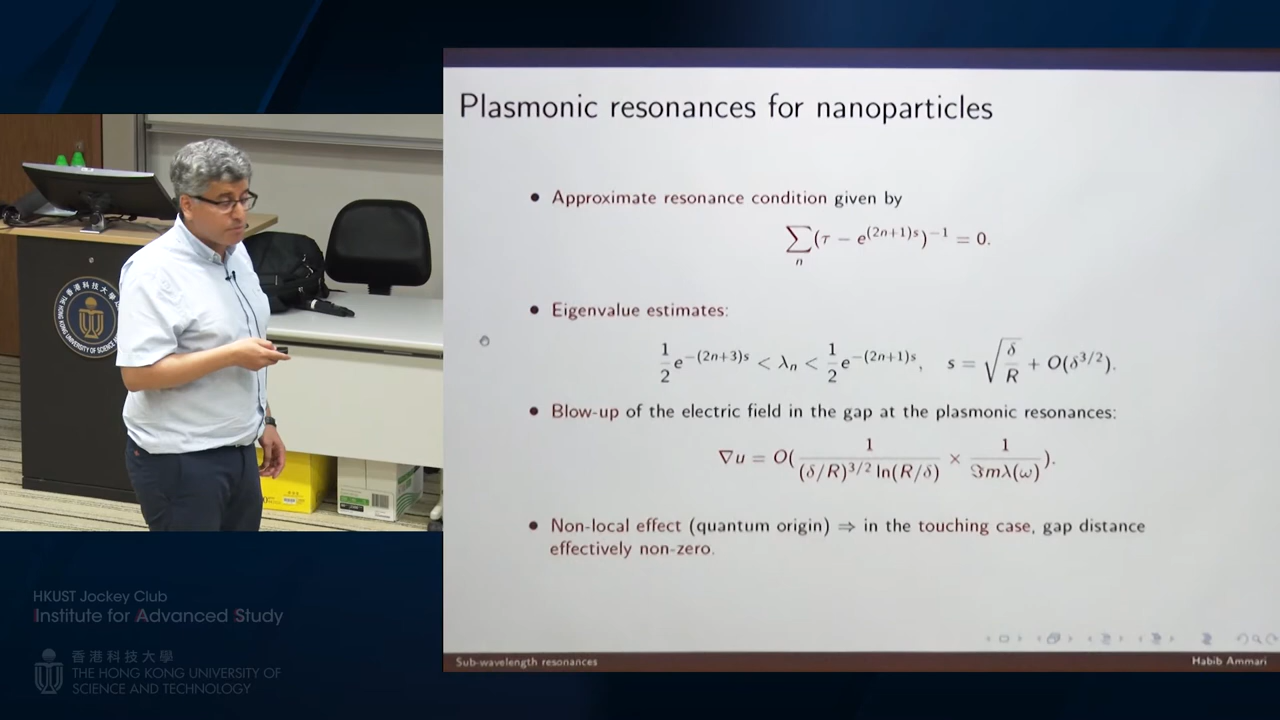 Plasmonic resonances for nanoparticles
• Approximate resonance condition given by
∑_n (τ − e^{(2n+1)s})^{−1} = 0.
• Eigenvalue estimates:
1/2 e^{−(2n+3)s} < λ_n < 1/2 e^{−(2n+1)s}, s = √(δ/R) + O(δ^{3/2}).
• Blow-up of the electric field in the gap at the plasmonic resonances:
∇u = O( 1/((δ/R)^{3/2} ln(R/δ)) × 1/(ℑmλ(ω)) ).
• Non-local effect (quantum origin) ⇒ in the touching case, gap distance
effectively non-zero.
Sub-wavelength resonances
Habib Ammari
HKUST Jockey Club
Institute for Advanced Study
香港科技大學
THE HONG KONG UNIVERSITY OF
SCIENCE AND TECHNOLOGY